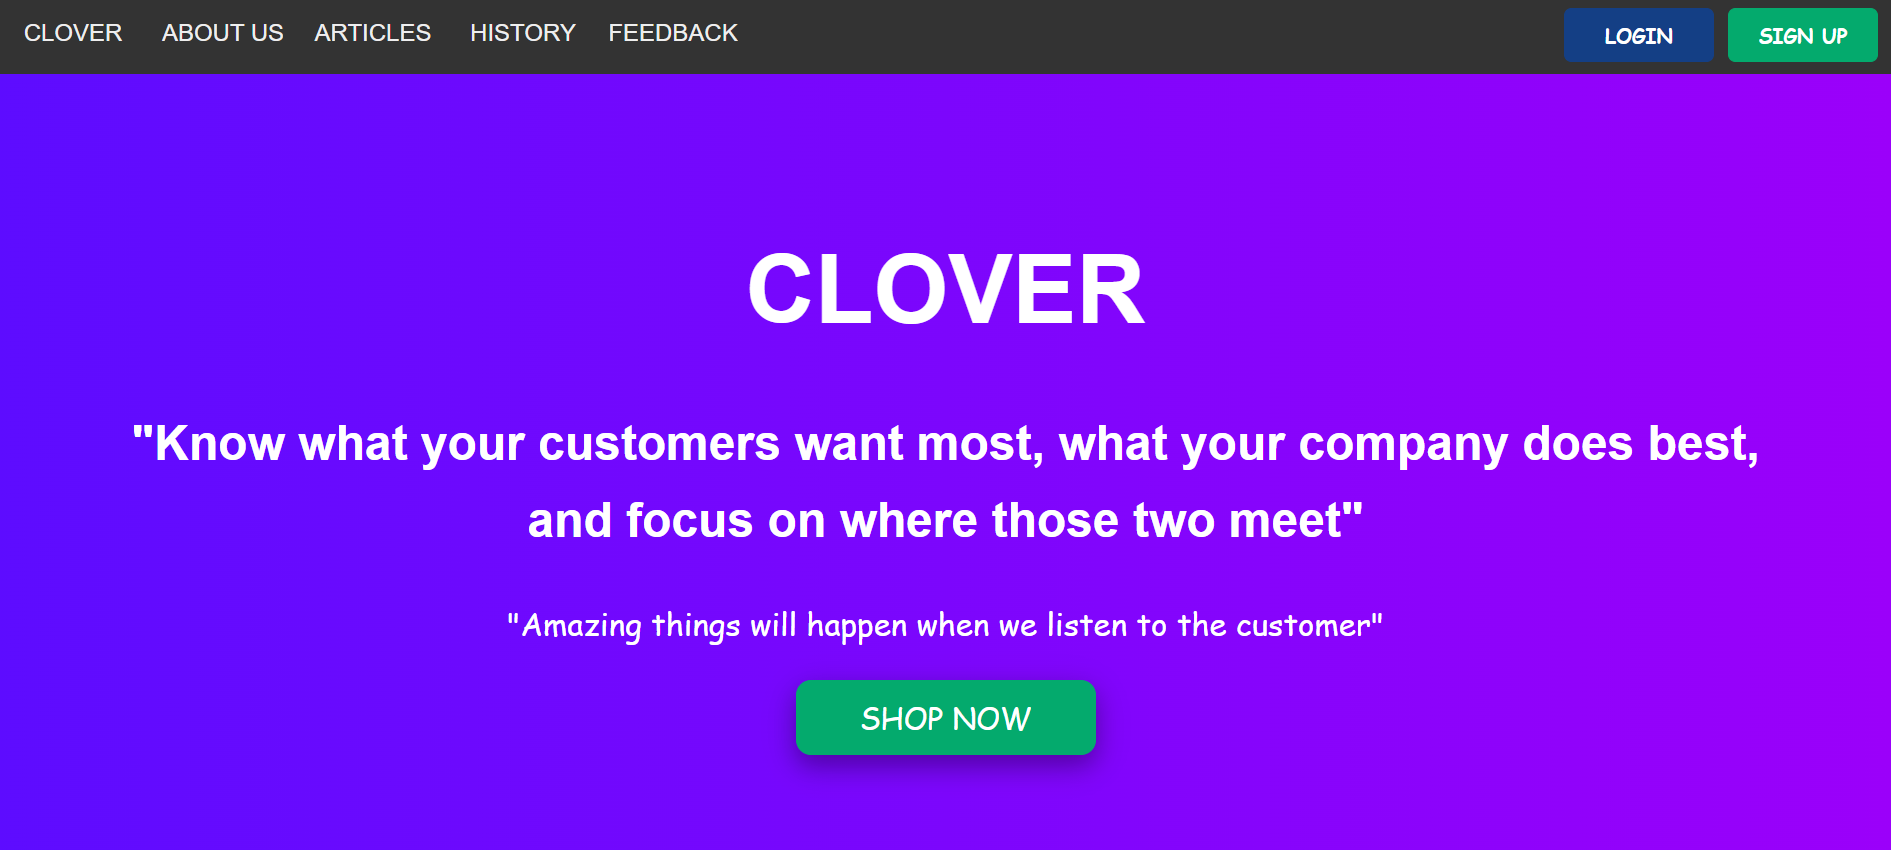 CLOVER ABOUT US ARTICLES HISTORY FEEDBACK LOGIN SIGN UP
CLOVER
"Know what your customers want most, what your company does best,
and focus on where those two meet"
"Amazing things will happen when we listen to the customer"
SHOP NOW